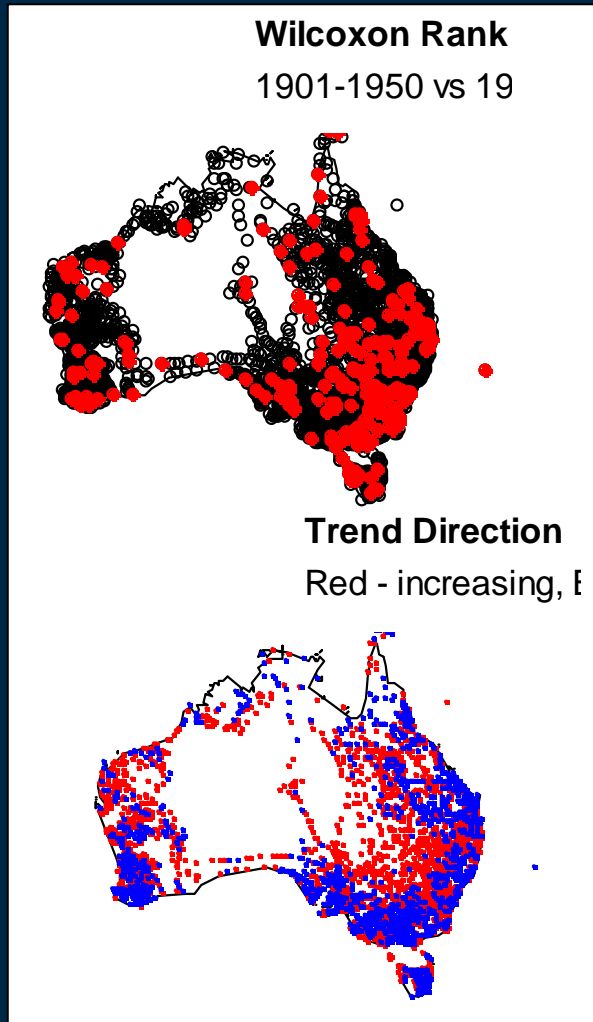 Wilcoxon Rank
1901-1950 vs 19
Trend Direction
Red - increasing,